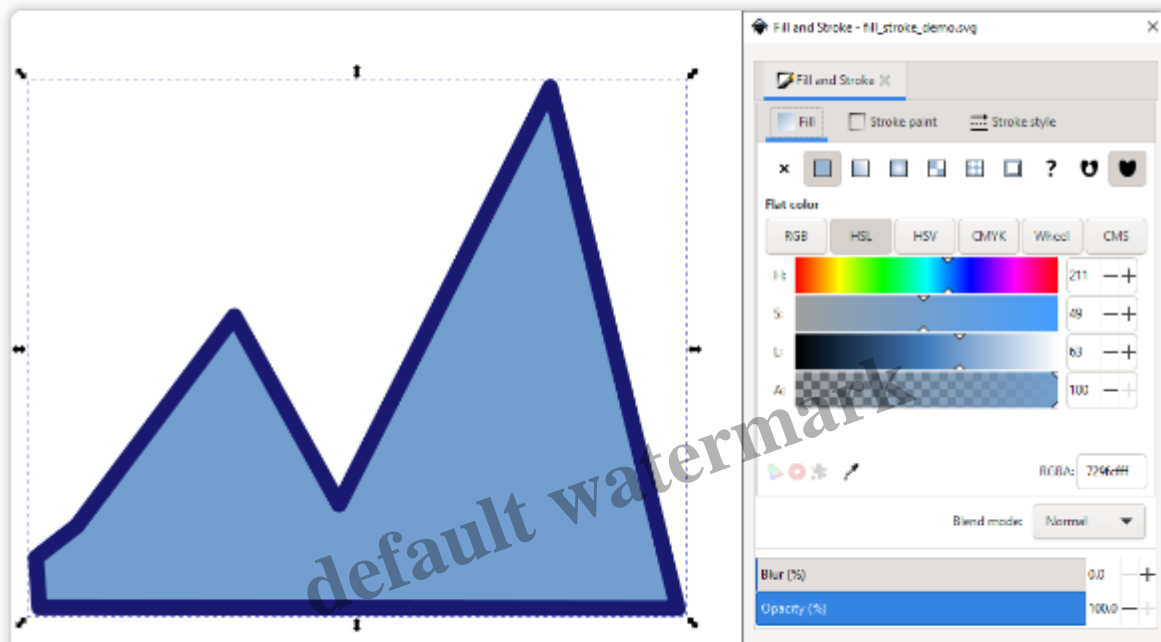 Fill and Stroke - fill_stroke_demo.svg
Fill and Stroke
Fill Stroke paint Stroke style
?
Flat color
RGB HSL HSV CMYK Wheel CMS
H: 211
S: 49
L: 63
A: 100
RGBA: 729fcfff
Blend mode: Normal
Blur (%) 0.0
Opacity (%) 100.0
default watermark